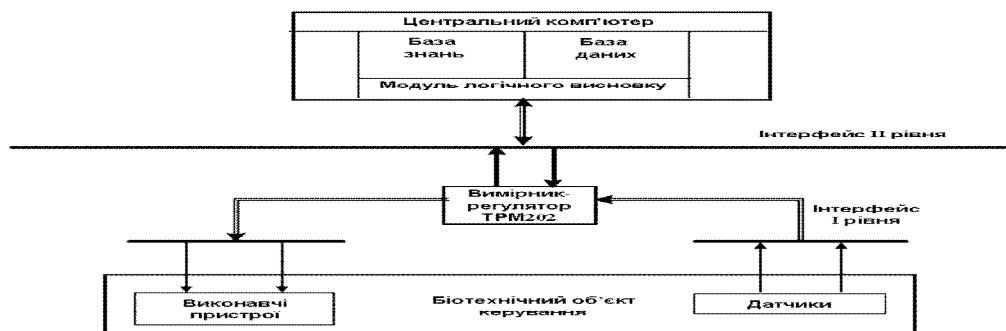 Центральний комп'ютер
База знань
База даних
Модуль логічного висновку
Інтерфейс II рівня
Вимірник-
регулятор
ТРМ202
Інтерфейс
I рівня
Виконавчі
пристрої
Біотехнічний об’єкт
керування
Датчики